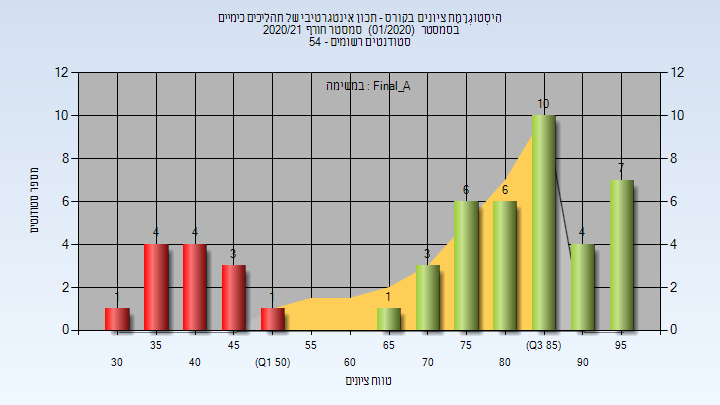 היסטוגרמת ציונים בקורס - תכון אינטגרטיבי של תהליכים כימיים
בסמסטר (01/2020) סמסטר חורף 2020/21
סטודנטים רשומים - 54
במשימה : Final_A
מספר סטודנטים
12 12
10 10
8 8
6 6
4 4
2 2
0 0
1 4 4 3 1 1 3 6 6 10 4 7
35 45 55 65 75 (Q3 85) 95
30 40 (Q1 50) 60 70 80 90
טווח ציונים